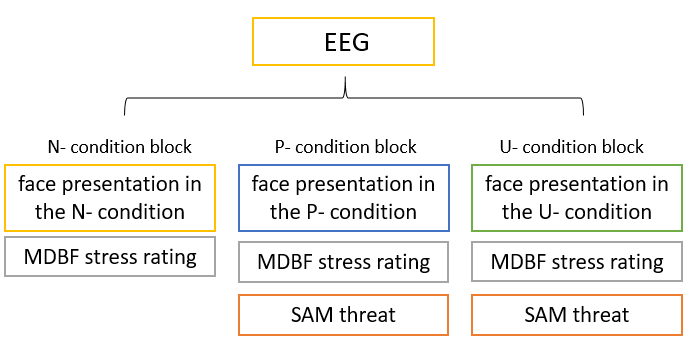 EEG
N- condition block
P- condition block
U- condition block
face presentation in
the N- condition
face presentation in
the P- condition
face presentation in
the U- condition
MDBF stress rating
MDBF stress rating
MDBF stress rating
SAM threat
SAM threat